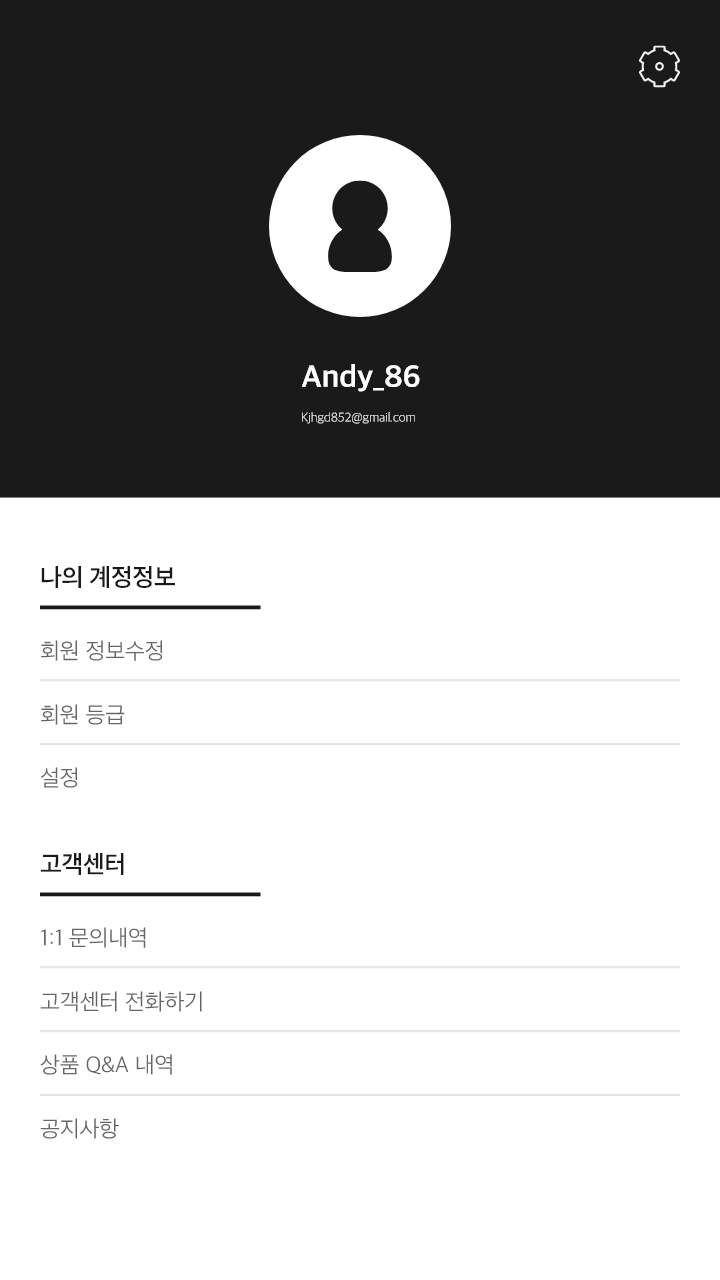 Andy_86
Kjhgd852@gmail.com
나의 계정정보
회원 정보수정
회원 등급
설정
고객센터
1:1 문의내역
고객센터 전화하기
상품 Q&A 내역
공지사항